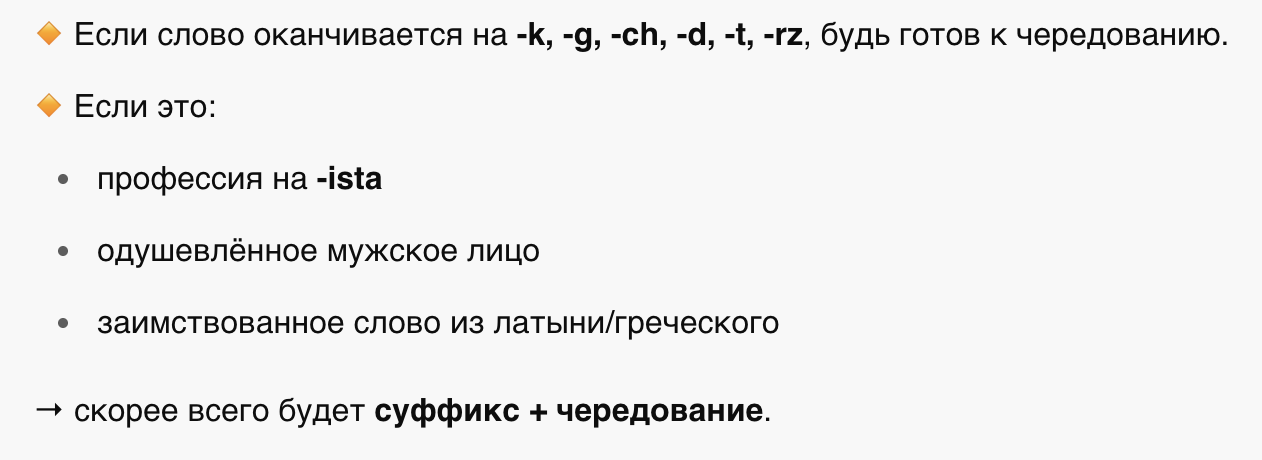 🔸 Если слово оканчивается на -k, -g, -ch, -d, -t, -rz, будь готов к чередованию.
🔸 Если это:
• профессия на -ista
• одушевлённое мужское лицо
• заимствованное слово из латыни/греческого
→ скорее всего будет суффикс + чередование.